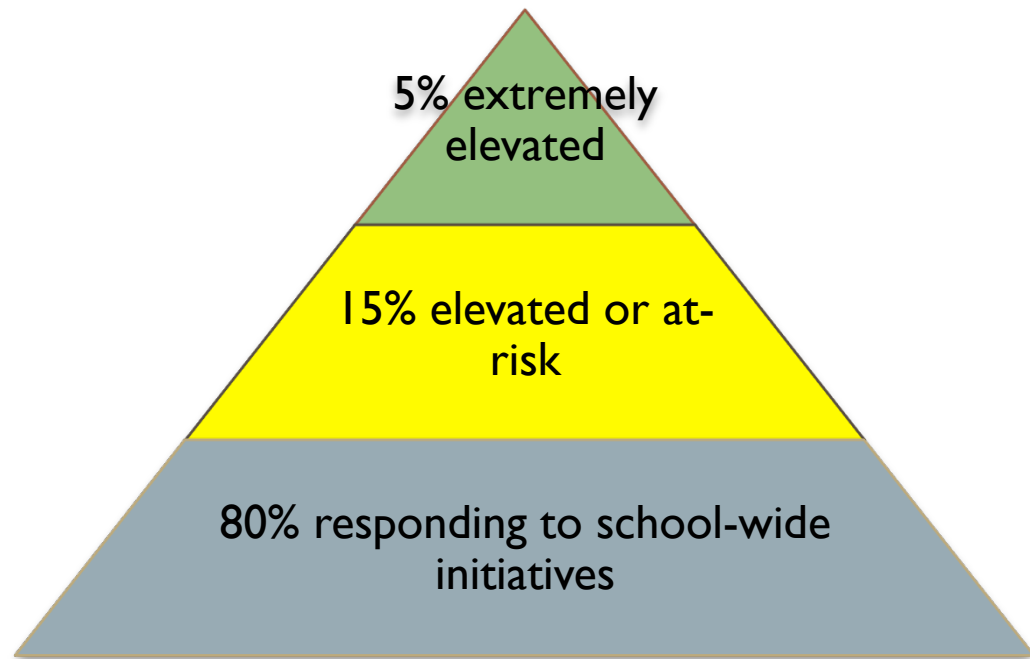 5% extremely
elevated
15% elevated or at-
risk
80% responding to school-wide
initiatives